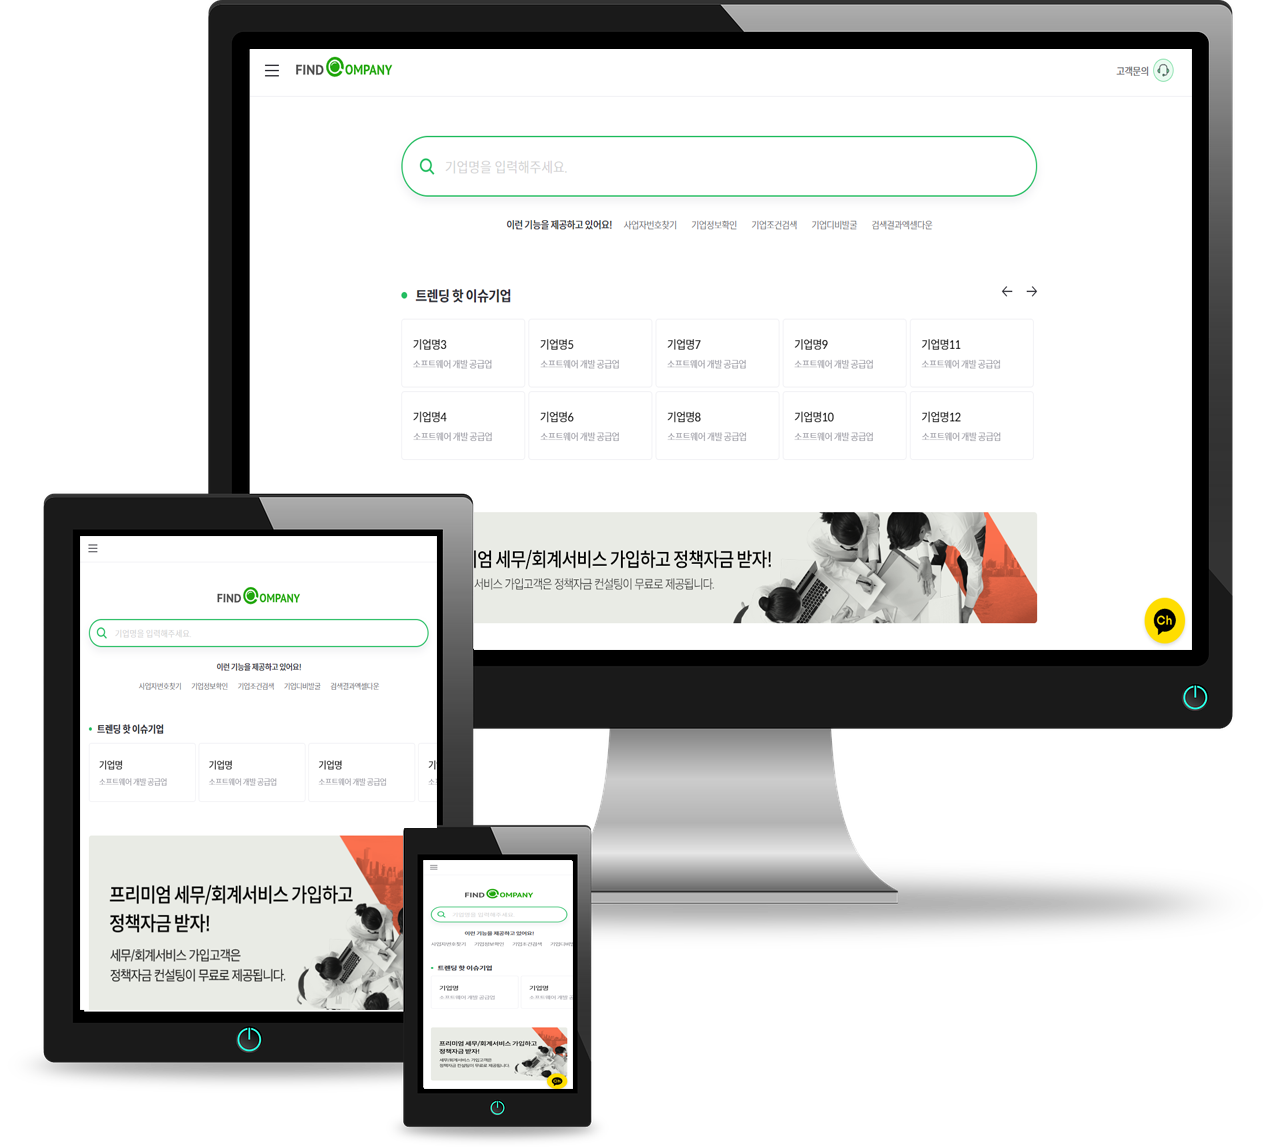 FIND COMPANY
고객문의
기업명을 입력해주세요.
이런 기능을 제공하고 있어요! 사업자번호찾기 기업정보확인 기업조건검색 기업디비발굴 검색결과엑셀다운
트렌딩 핫 이슈기업
기업명3 기업명5 기업명7 기업명9 기업명11
소프트웨어 개발 공급업 소프트웨어 개발 공급업 소프트웨어 개발 공급업 소프트웨어 개발 공급업 소프트웨어 개발 공급업
기업명4 기업명6 기업명8 기업명10 기업명12
소프트웨어 개발 공급업 소프트웨어 개발 공급업 소프트웨어 개발 공급업 소프트웨어 개발 공급업 소프트웨어 개발 공급업
미엄 세무/회계서비스 가입하고 정책자금 받자!
서비스 가입고객은 정책자금 컨설팅이 무료로 제공됩니다.
Ch
FIND COMPANY
기업명을 입력해주세요.
이런 기능을 제공하고 있어요!
사업자번호찾기 기업정보확인 기업조건검색 기업디비발굴 검색결과엑셀다운
트렌딩 핫 이슈기업
기업명 기업명 기업명
소프트웨어 개발 공급업 소프트웨어 개발 공급업 소프트웨어 개발 공급업
프리미엄 세무/회계서비스 가입하고
정책자금 받자!
세무/회계서비스 가입고객은
정책자금 컨설팅이 무료로 제공됩니다.
FIND COMPANY
기업명을 입력해주세요.
이런 기능을 제공하고 있어요!
사업자번호찾기 기업정보확인 기업조건검색 기업디비
트렌딩 핫 이슈기업
기업명 기업명
소프트웨어 개발 공급업 소프트웨어 개발 공
프리미엄 세무/회계서비스 가입하고
정책자금 받자!
세무/회계서비스 가입고객은
정책자금 컨설팅이 무료로 제공됩니다.
Ch